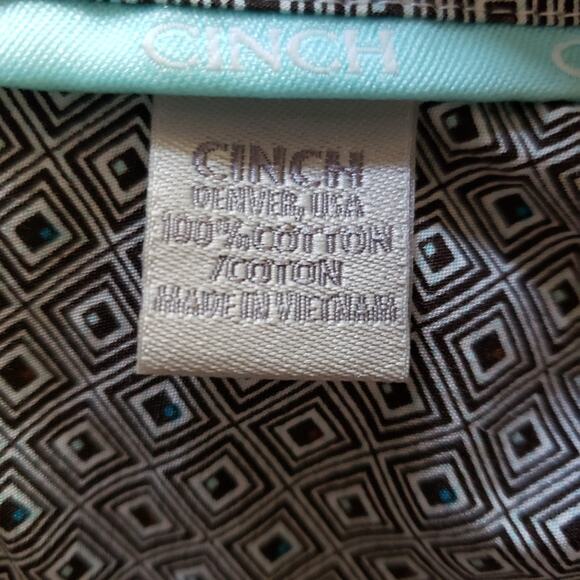 CINCH
CINCH
DENVER, USA
100% COTTON
/COTON
MADE IN VIETNAM